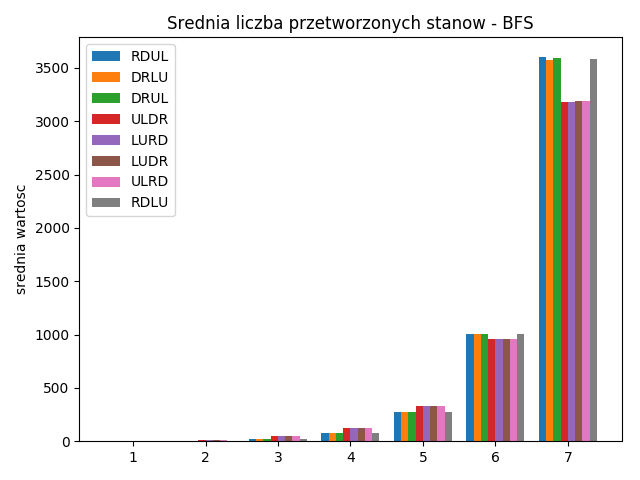 Srednia liczba przetworzonych stanow - BFS
srednia wartosc
3500
3000
2500
2000
1500
1000
500
0
RDUL
DRLU
DRUL
ULDR
LURD
LUDR
ULRD
RDLU
1 2 3 4 5 6 7